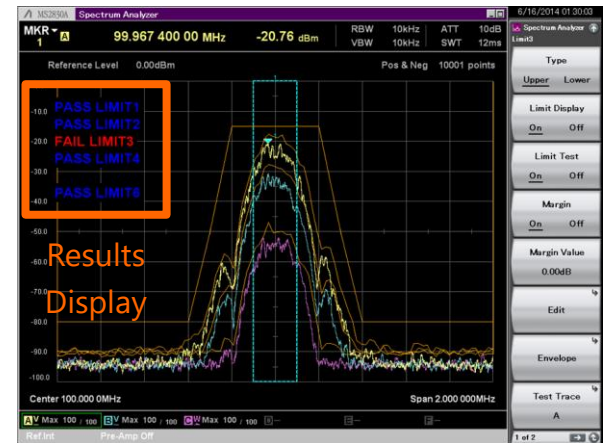 MS2830A Spectrum Analyzer
6/16/2014 01:30:03
MKR 1 A 99.967 400 00 MHz -20.76 dBm
RBW 10kHz ATT 10dB
VBW 10kHz SWT 12ms
Reference Level 0.00dBm Pos & Neg 10001 points
-10.0
-20.0
-30.0
-40.0
-50.0
-60.0
-70.0
-80.0
-90.0
-100.0
PASS LIMIT1
PASS LIMIT2
FAIL LIMIT3
PASS LIMIT4
PASS LIMIT6
Results
Display
Center 100.000 0MHz Span 2.000 000MHz
A Max 100 / 100 B Max 100 / 100 C W Max 100 / 100
Ref.Int Pre-Amp Off
Spectrum Analyzer
Limit3
Type
Upper Lower
Limit Display
On Off
Limit Test
On Off
Margin
On Off
Margin Value
0.00dB
Edit
Envelope
Test Trace
A
1 of 2